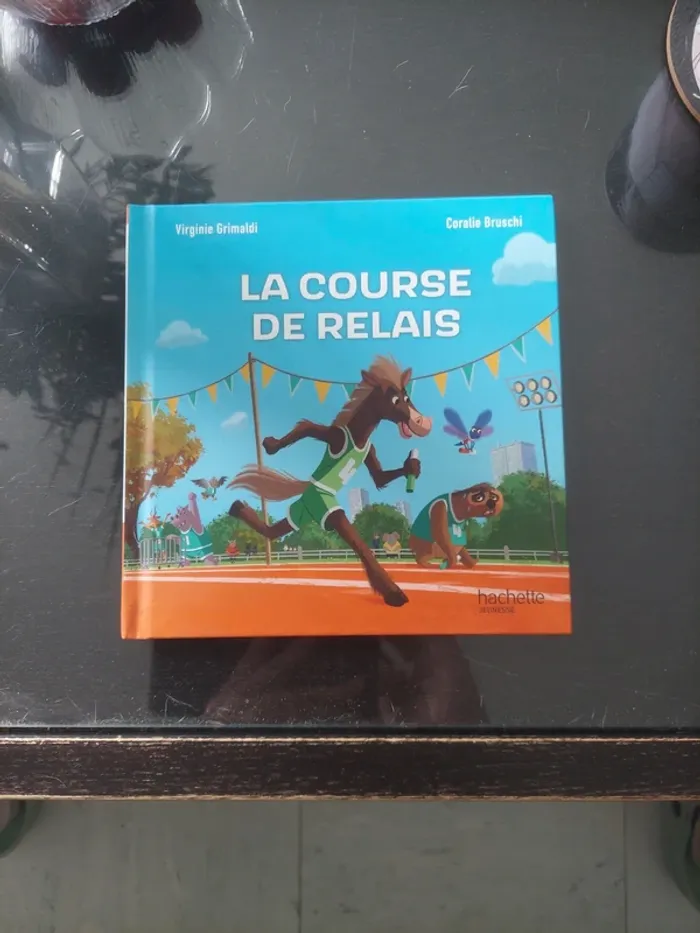 Virginie Grimaldi
Coralie Bruschi
LA COURSE
DE RELAIS
hachette
JEUNESSE